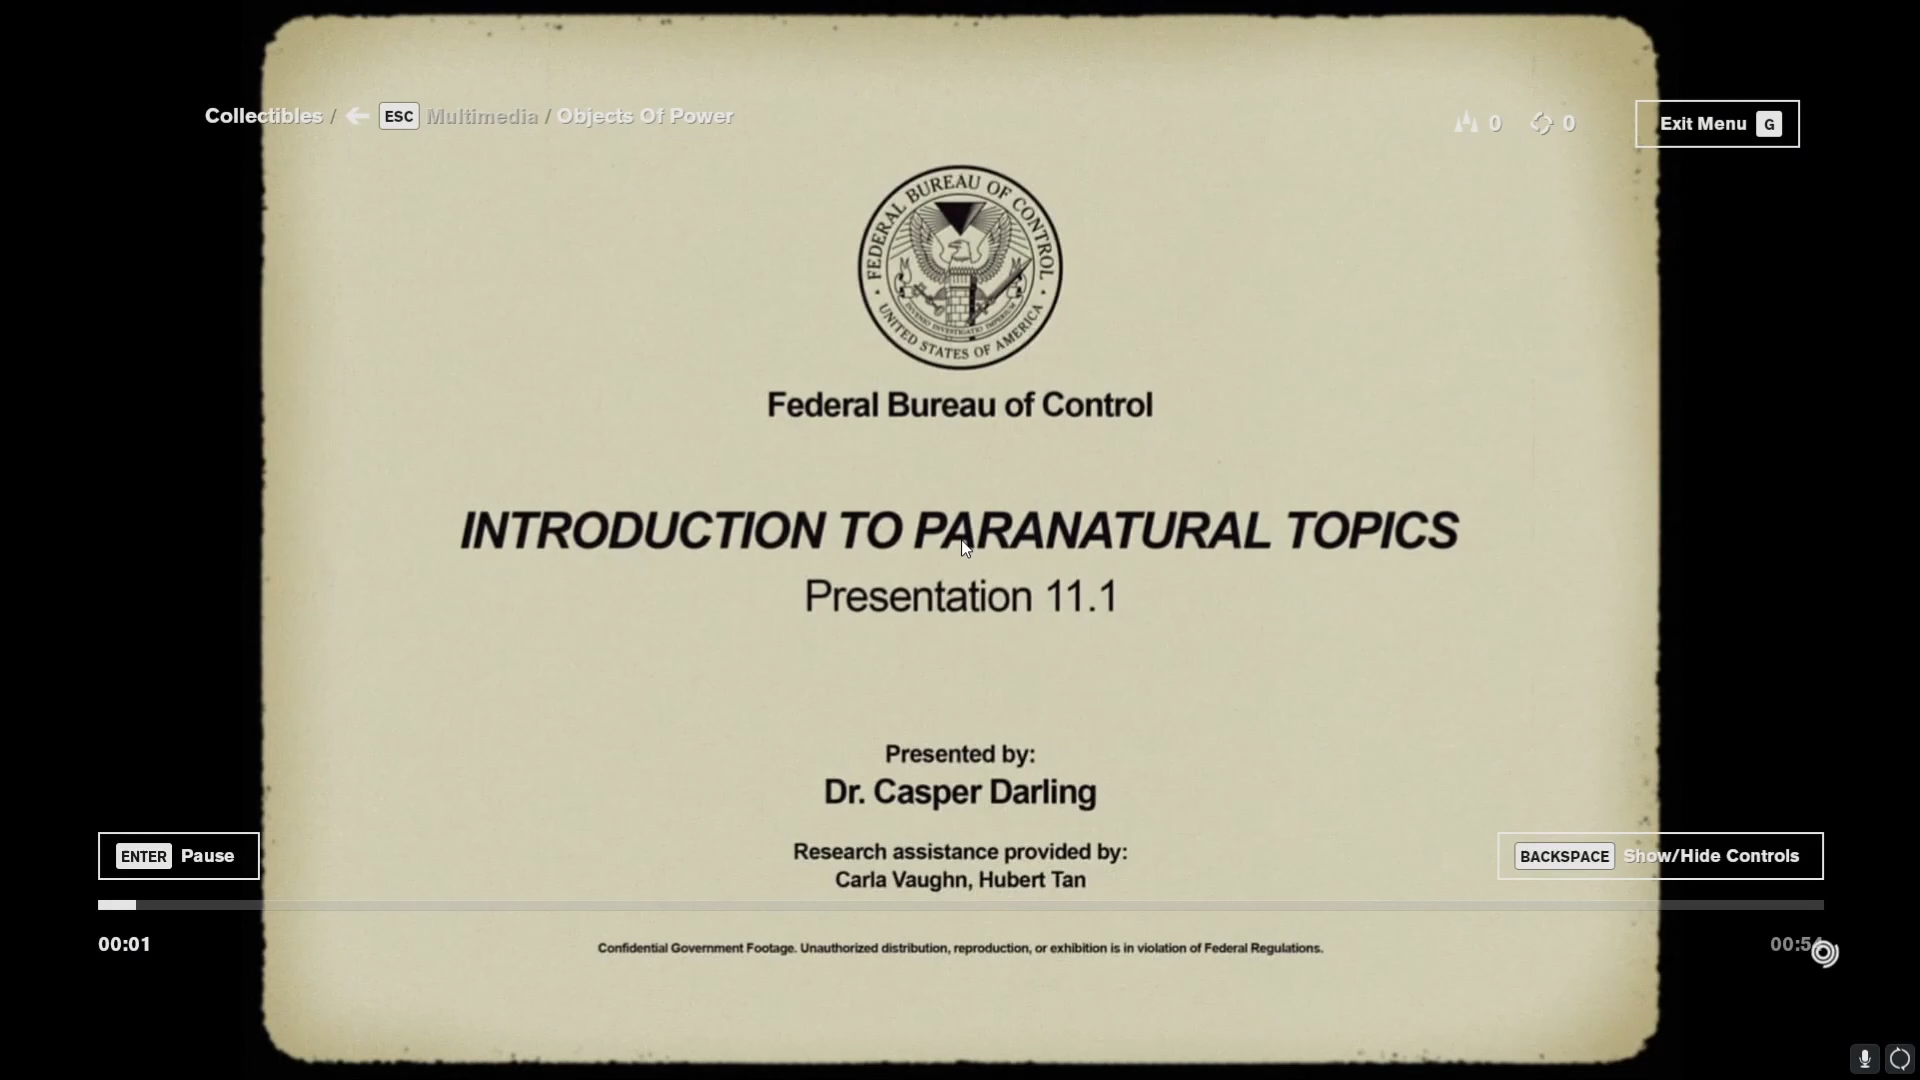 Collectibles / ESC Multimedia / Objects Of Power
0 0
Exit Menu G
FEDERAL BUREAU OF CONTROL
INVENIO INVESTIGATIO IMPERIUM
UNITED STATES OF AMERICA
Federal Bureau of Control
INTRODUCTION TO PARANATURAL TOPICS
Presentation 11.1
Presented by:
Dr. Casper Darling
Research assistance provided by:
Carla Vaughn, Hubert Tan
ENTER Pause
BACKSPACE Show/Hide Controls
00:01
Confidential Government Footage. Unauthorized distribution, reproduction, or exhibition is in violation of Federal Regulations.